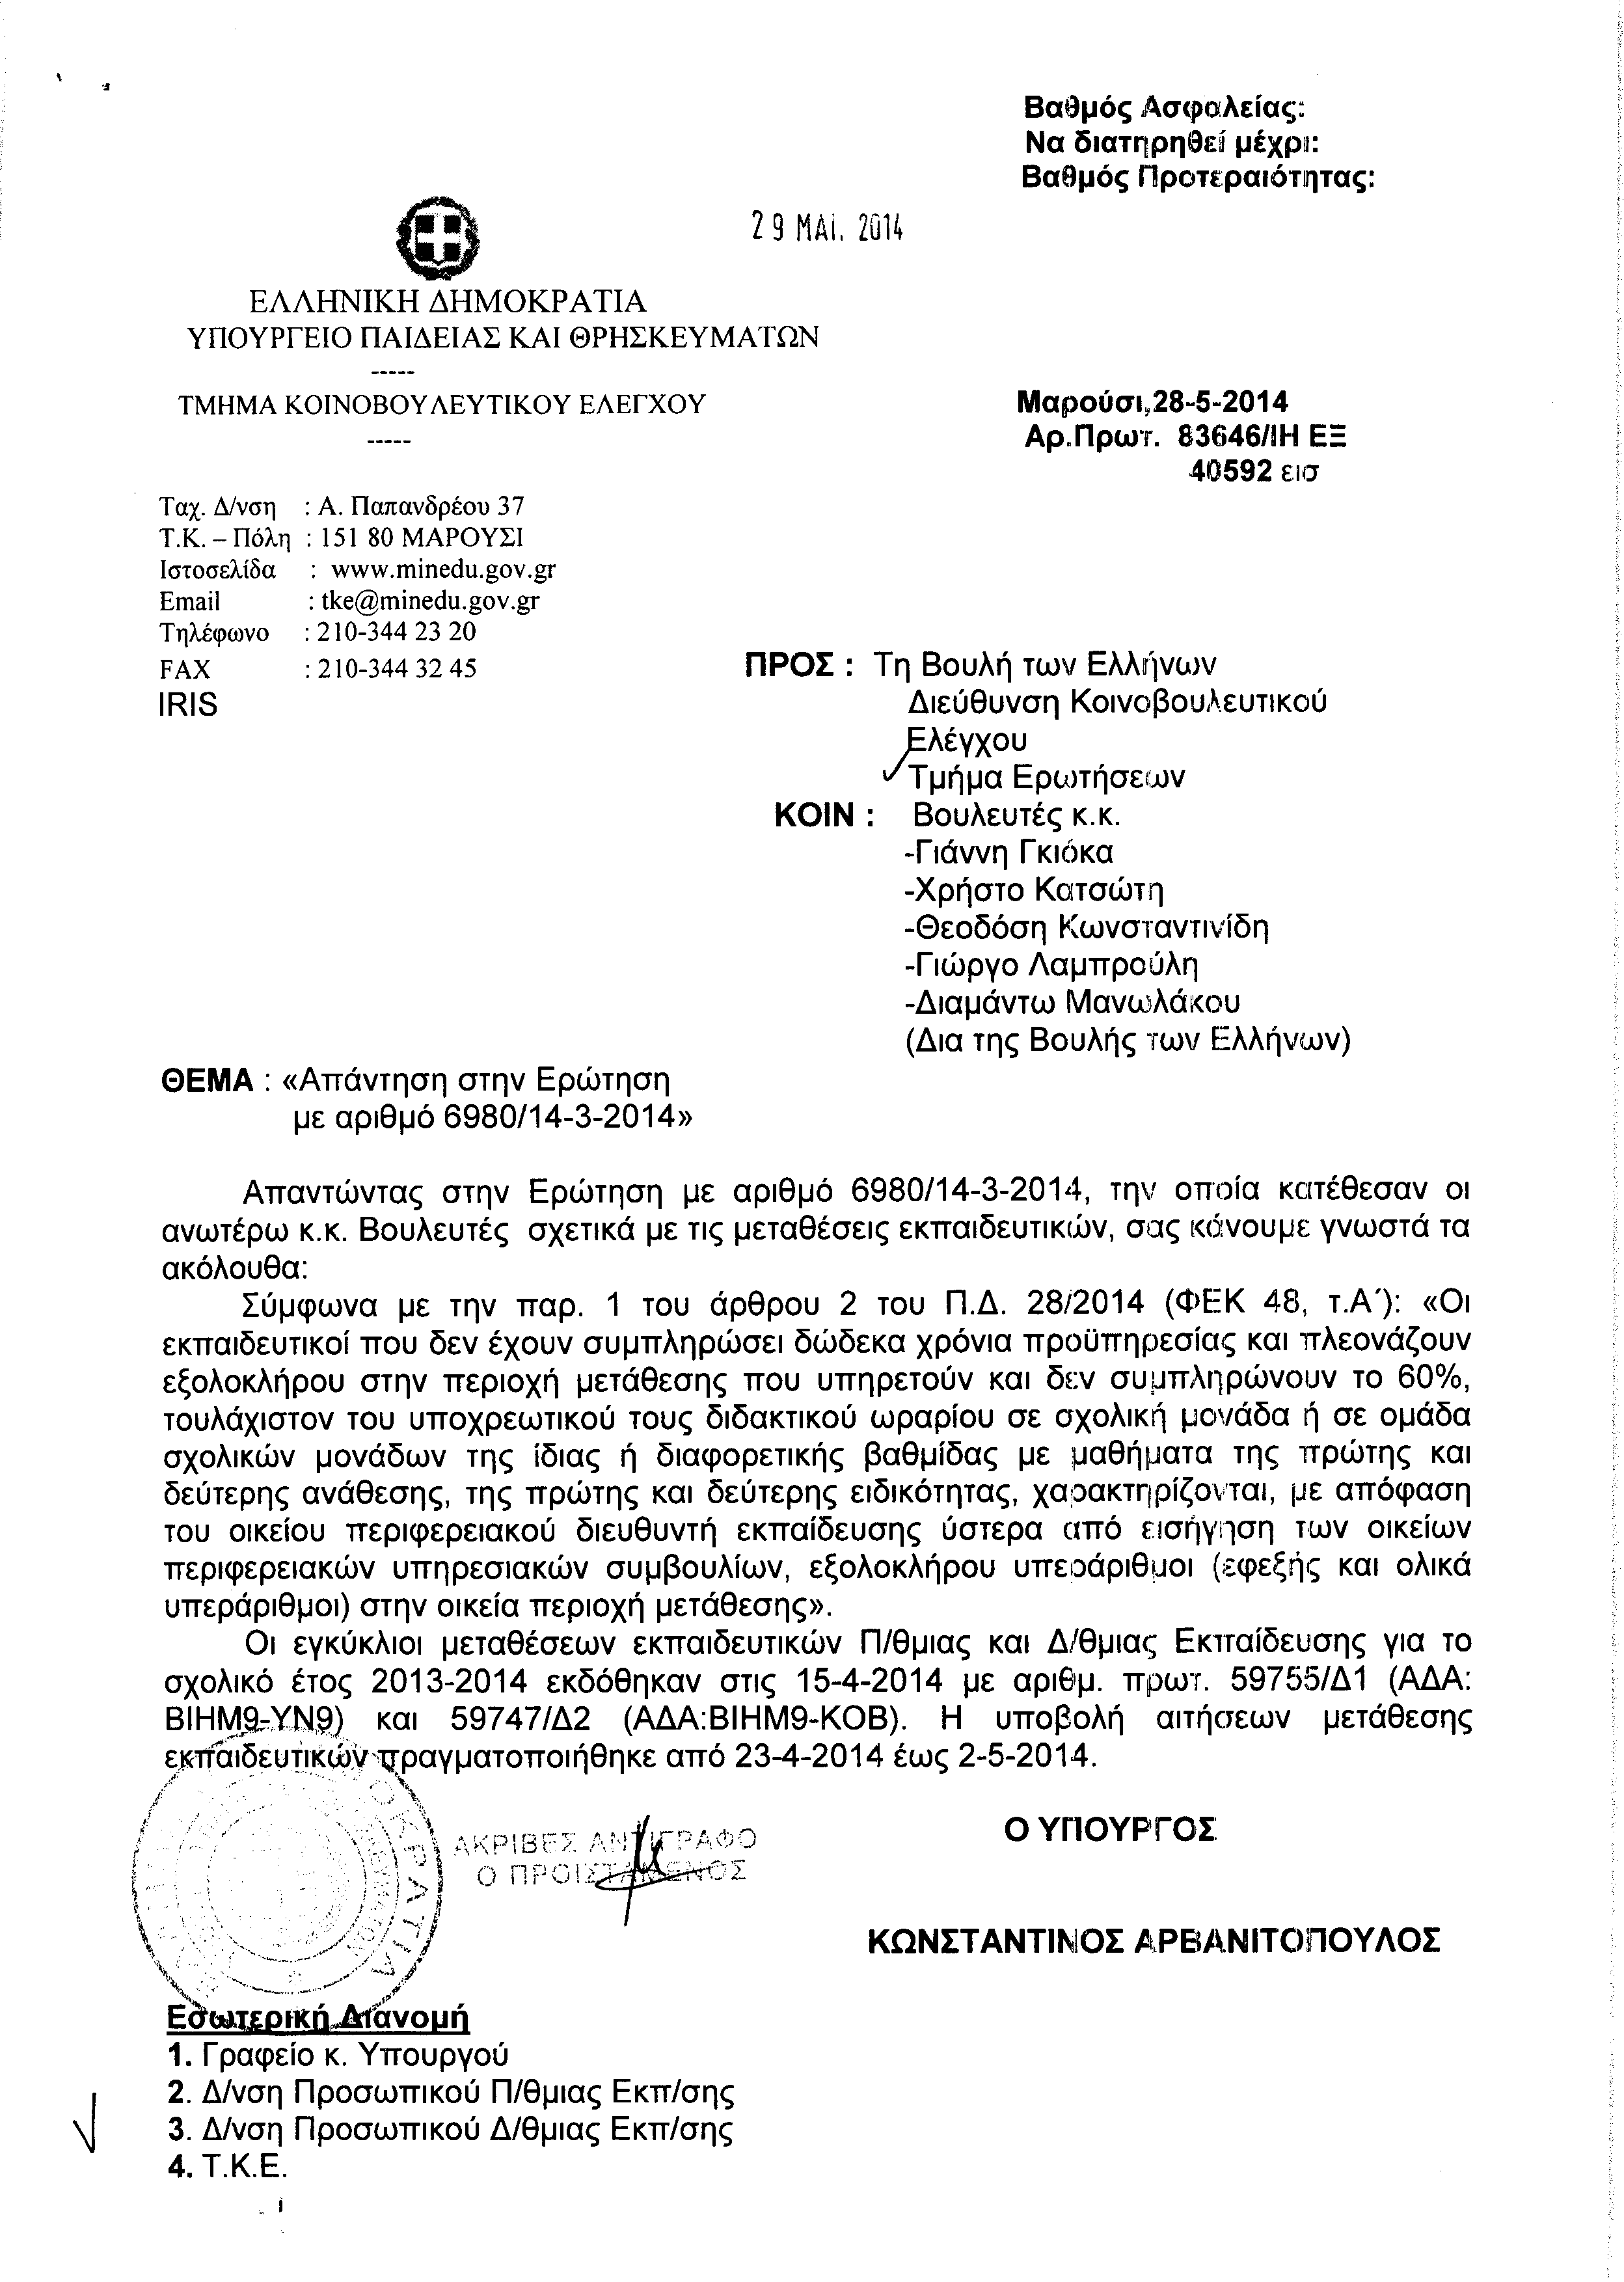 Βαθμός Ασφαλείας:
Να διατηρηθεί μέχρι:
Βαθμός Προτεραιότητας:
29 ΜΑΪ. 2014
ΕΛΛΗΝΙΚΗ ΔΗΜΟΚΡΑΤΙΑ
ΥΠΟΥΡΓΕΙΟ ΠΑΙΔΕΙΑΣ ΚΑΙ ΘΡΗΣΚΕΥΜΑΤΩΝ
-----
ΤΜΗΜΑ ΚΟΙΝΟΒΟΥΛΕΥΤΙΚΟΥ ΕΛΕΓΧΟΥ
-----
Μαρούσι,28-5-2014
Αρ.Πρωτ. 83646/ΙΗ ΕΞ
40592 εισ
Ταχ. Δ/νση : Α. Παπανδρέου 37
Τ.Κ. – Πόλη : 151 80 ΜΑΡΟΥΣΙ
Ιστοσελίδα : www.minedu.gov.gr
Email : tke@minedu.gov.gr
Τηλέφωνο : 210-344 23 20
FAX : 210-344 32 45
IRIS
ΠΡΟΣ : Τη Βουλή των Ελλήνων
Διεύθυνση Κοινοβουλευτικού
Ελέγχου
Τμήμα Ερωτήσεων
ΚΟΙΝ : Βουλευτές κ.κ.
-Γιάννη Γκιόκα
-Χρήστο Κατσώτη
-Θεοδόση Κωνσταντινίδη
-Γιώργο Λαμπρούλη
-Διαμάντω Μανωλάκου
(Δια της Βουλής των Ελλήνων)
ΘΕΜΑ : «Απάντηση στην Ερώτηση
με αριθμό 6980/14-3-2014»
Απαντώντας στην Ερώτηση με αριθμό 6980/14-3-2014, την οποία κατέθεσαν οι
ανωτέρω κ.κ. Βουλευτές σχετικά με τις μεταθέσεις εκπαιδευτικών, σας κάνουμε γνωστά τα
ακόλουθα:
Σύμφωνα με την παρ. 1 του άρθρου 2 του Π.Δ. 28/2014 (ΦΕΚ 48, τ.Α΄): «Οι
εκπαιδευτικοί που δεν έχουν συμπληρώσει δώδεκα χρόνια προϋπηρεσίας και πλεονάζουν
εξολοκλήρου στην περιοχή μετάθεσης που υπηρετούν και δεν συμπληρώνουν το 60%,
τουλάχιστον του υποχρεωτικού τους διδακτικού ωραρίου σε σχολική μονάδα ή σε ομάδα
σχολικών μονάδων της ίδιας ή διαφορετικής βαθμίδας με μαθήματα της πρώτης και
δεύτερης ανάθεσης, της πρώτης και δεύτερης ειδικότητας, χαρακτηρίζονται, με απόφαση
του οικείου περιφερειακού διευθυντή εκπαίδευσης ύστερα από εισήγηση των οικείων
περιφερειακών υπηρεσιακών συμβουλίων, εξολοκλήρου υπεράριθμοι (εφεξής και ολικά
υπεράριθμοι) στην οικεία περιοχή μετάθεσης».
Οι εγκύκλιοι μεταθέσεων εκπαιδευτικών Π/θμιας και Δ/θμιας Εκπαίδευσης για το
σχολικό έτος 2013-2014 εκδόθηκαν στις 15-4-2014 με αριθμ. πρωτ. 59755/Δ1 (ΑΔΑ:
ΒΙΗΜ9-ΥΝ9) και 59747/Δ2 (ΑΔΑ:ΒΙΗΜ9-ΚΟΒ). Η υποβολή αιτήσεων μετάθεσης
εκπαιδευτικών πραγματοποιήθηκε από 23-4-2014 έως 2-5-2014.
ΑΚΡΙΒΕΣ ΑΝΤΙΓΡΑΦΟ
Ο ΠΡΟΙΣΤΑΜΕΝΟΣ
Ο ΥΠΟΥΡΓΟΣ
ΚΩΝΣΤΑΝΤΙΝΟΣ ΑΡΒΑΝΙΤΟΠΟΥΛΟΣ
Εσωτερική Διανομή
1. Γραφείο κ. Υπουργού
2. Δ/νση Προσωπικού Π/θμιας Εκπ/σης
3. Δ/νση Προσωπικού Δ/θμιας Εκπ/σης
4. Τ.Κ.Ε.